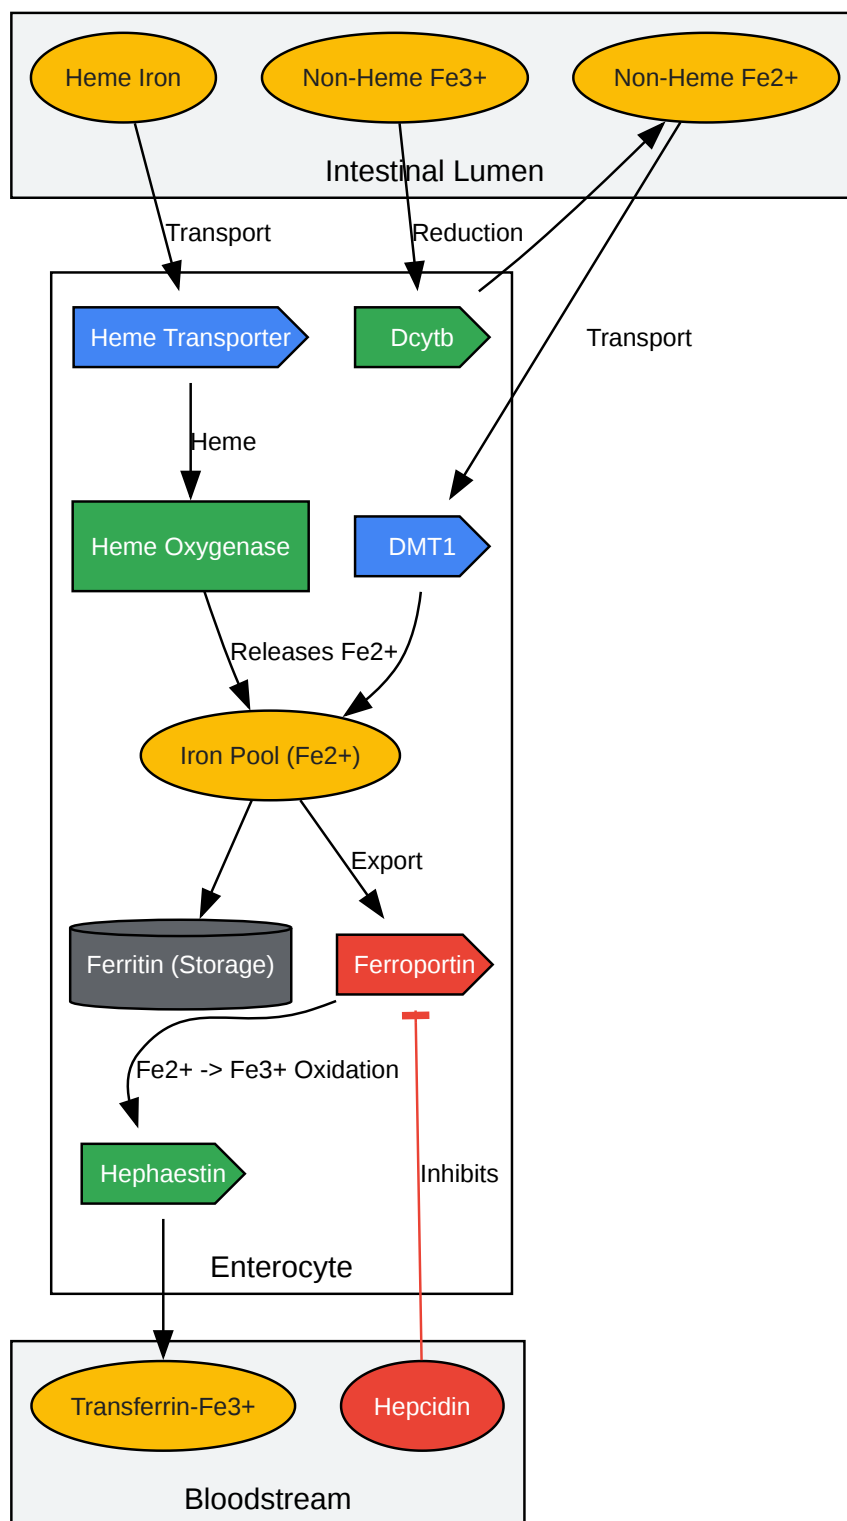 Heme Iron
Non-Heme Fe3+
Non-Heme Fe2+
Intestinal Lumen
Transport
Reduction
Heme Transporter
Dcytb
Transport
Heme
Heme Oxygenase
DMT1
Releases Fe2+
Iron Pool (Fe2+)
Export
Ferritin (Storage)
Ferroportin
Fe2+ -> Fe3+ Oxidation
Hephaestin
Inhibits
Enterocyte
Transferrin-Fe3+
Hepcidin
Bloodstream